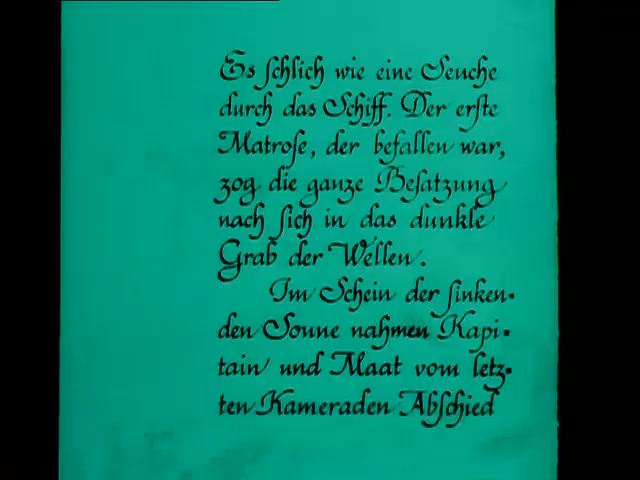 Es ſchlich wie eine Seuche
durch das Schiff. Der erſte
Matroſe, der befallen war,
zog die ganze Beſatzung
nach ſich in das dunkle
Grab der Wellen.
Im Schein der ſinken-
den Sonne nahmen Kapi-
tain und Maat vom letz-
ten Kameraden Abſchied